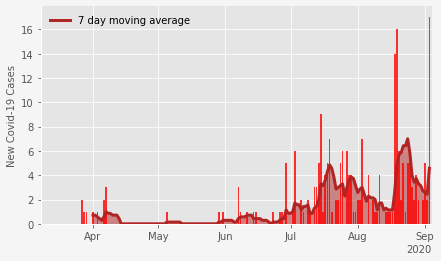 7 day moving average
New Covid-19 Cases
16
14
12
10
8
6
4
2
0
Apr
May
Jun
Jul
Aug
Sep
2020